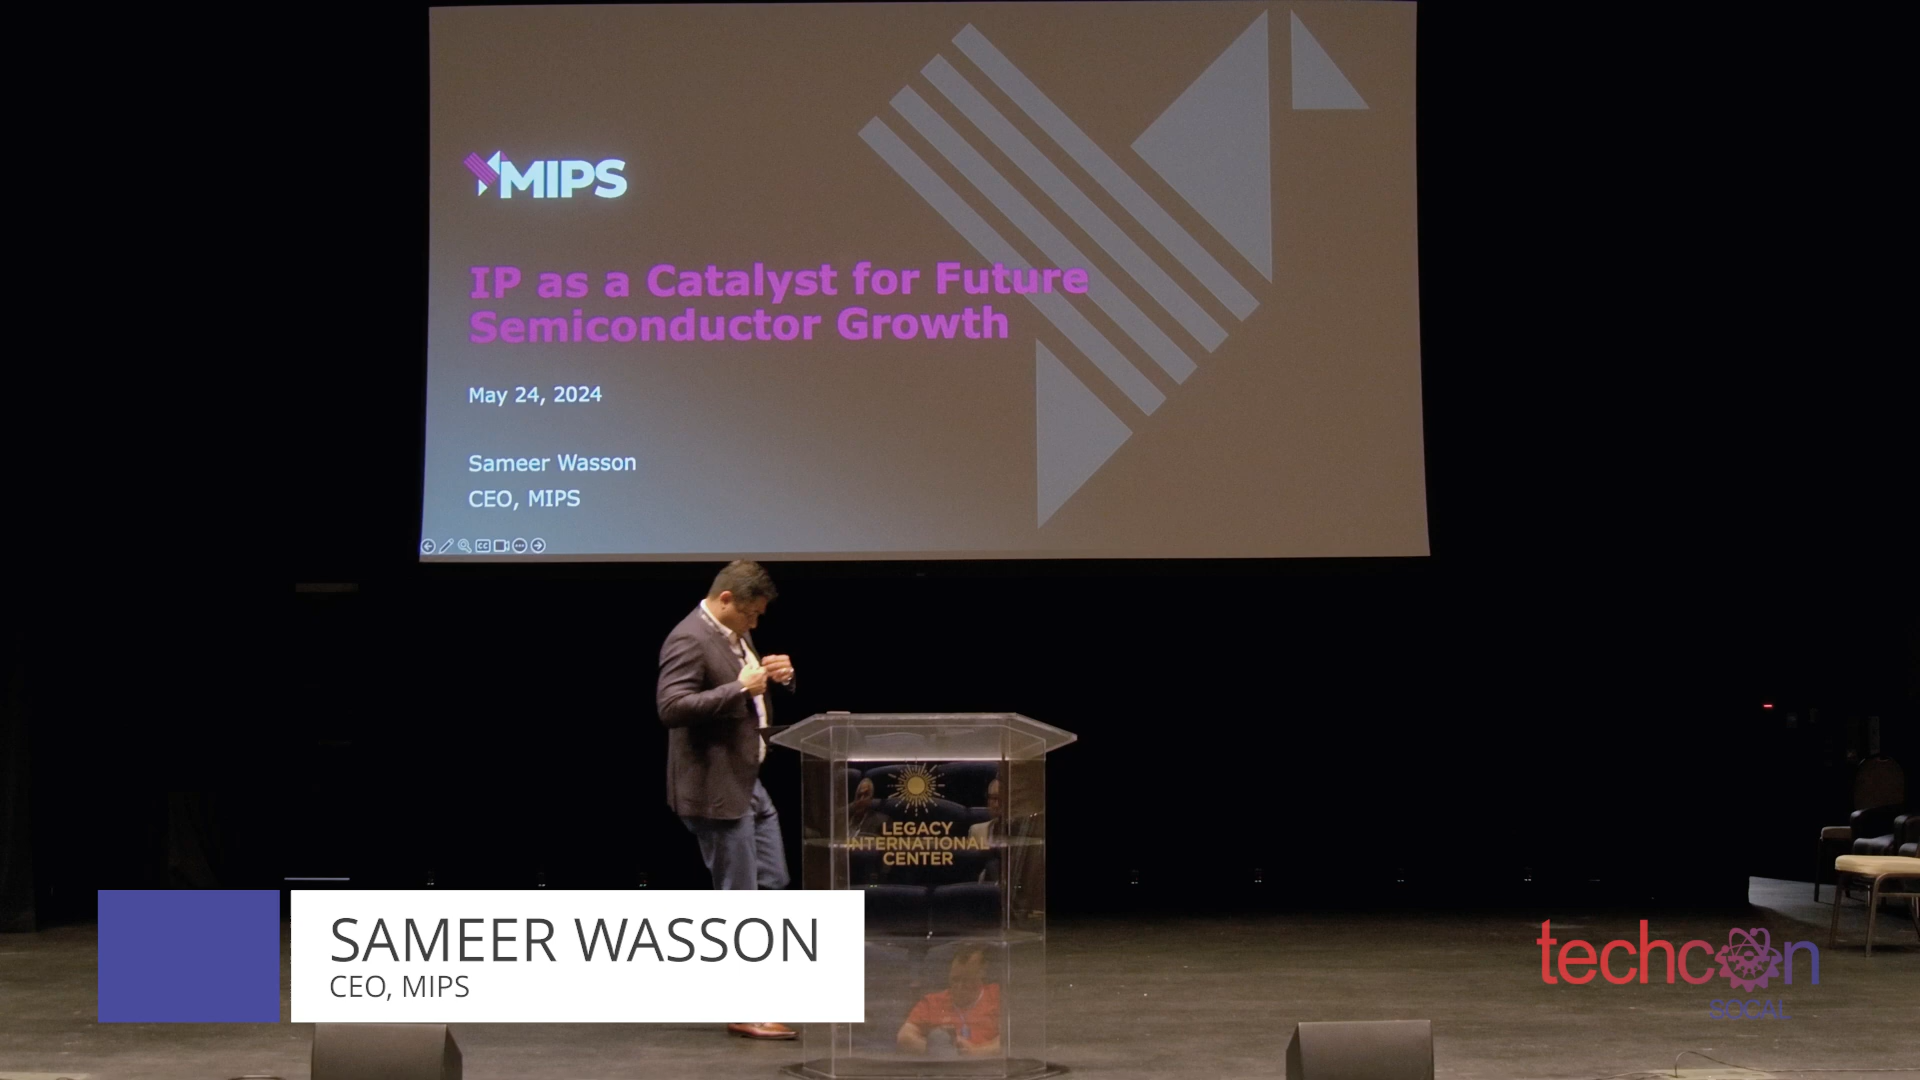 MIPS
IP as a Catalyst for Future
Semiconductor Growth
May 24, 2024
Sameer Wasson
CEO, MIPS
LEGACY
INTERNATIONAL
CENTER
SAMEER WASSON
CEO, MIPS
techcon
SOCAL